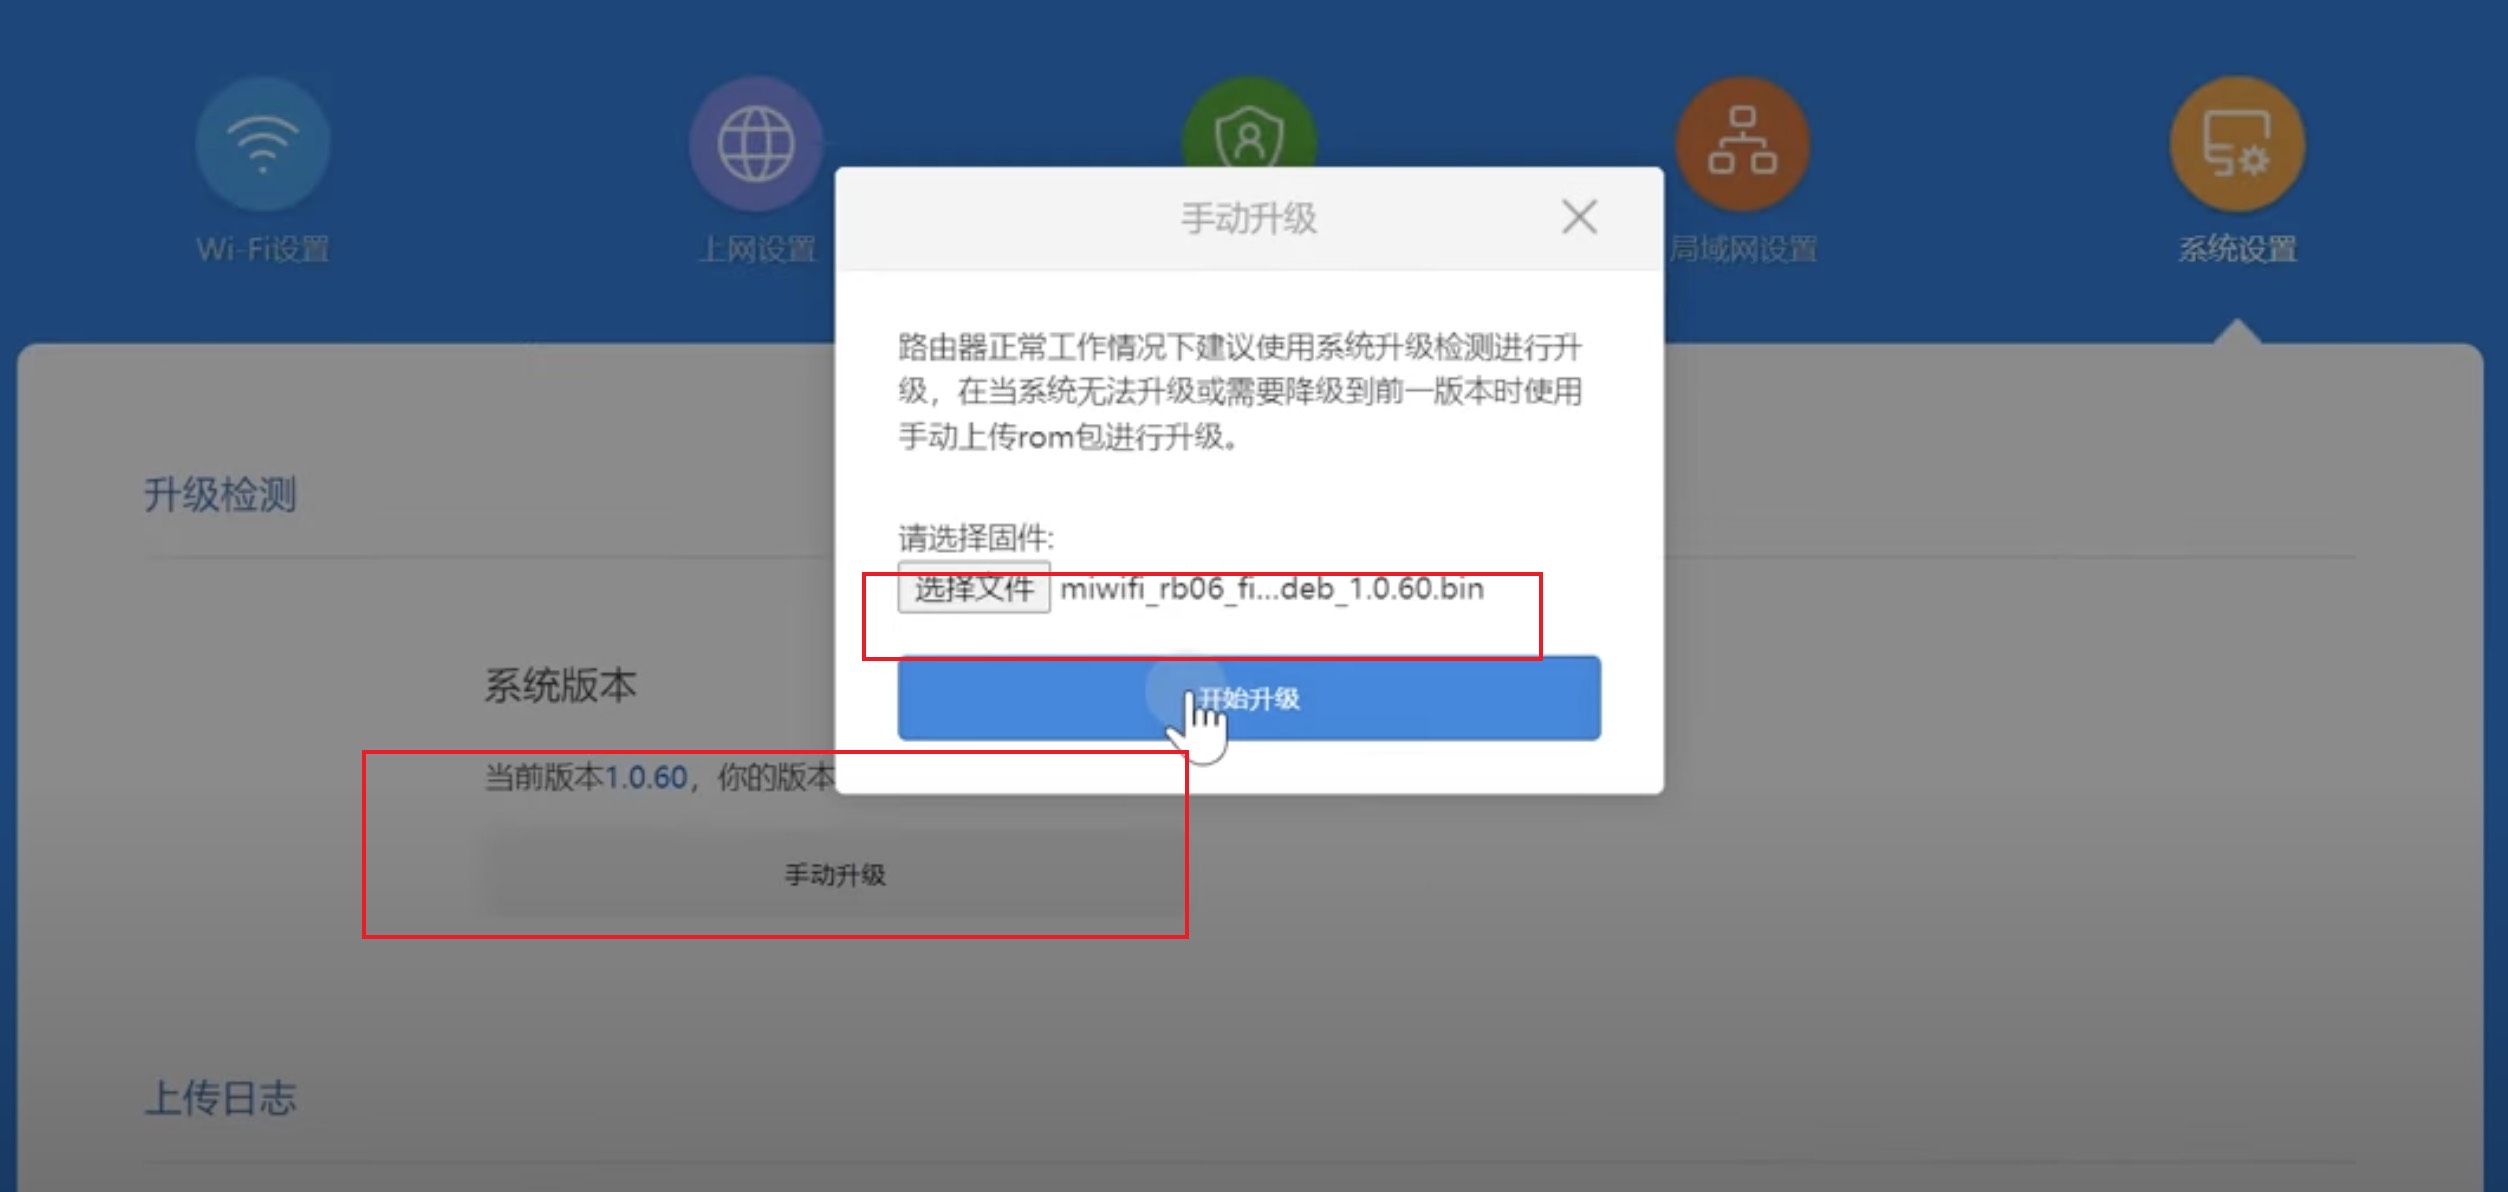 Wi-Fi设置
上网设置
局域网设置
系统设置
手动升级
路由器正常工作情况下建议使用系统升级检测进行升
级，在当系统无法升级或需要降级到前一版本时使用
手动上传rom包进行升级。
请选择固件:
选择文件 miwifi_rb06_fi...deb_1.0.60.bin
开始升级
升级检测
系统版本
当前版本1.0.60，你的版本
手动升级
上传日志